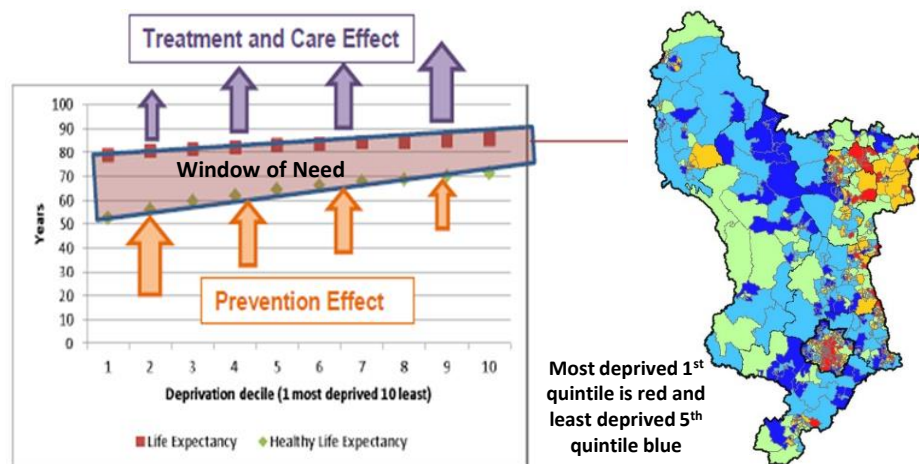 Treatment and Care Effect
100
90
80
70
60
50
40
30
20
10
0
Years
Window of Need
Prevention Effect
1 2 3 4 5 6 7 8 9 10
Deprivation decile (1 most deprived 10 least)
Life Expectancy Healthy Life Expectancy
Most deprived 1st
quintile is red and
least deprived 5th
quintile blue